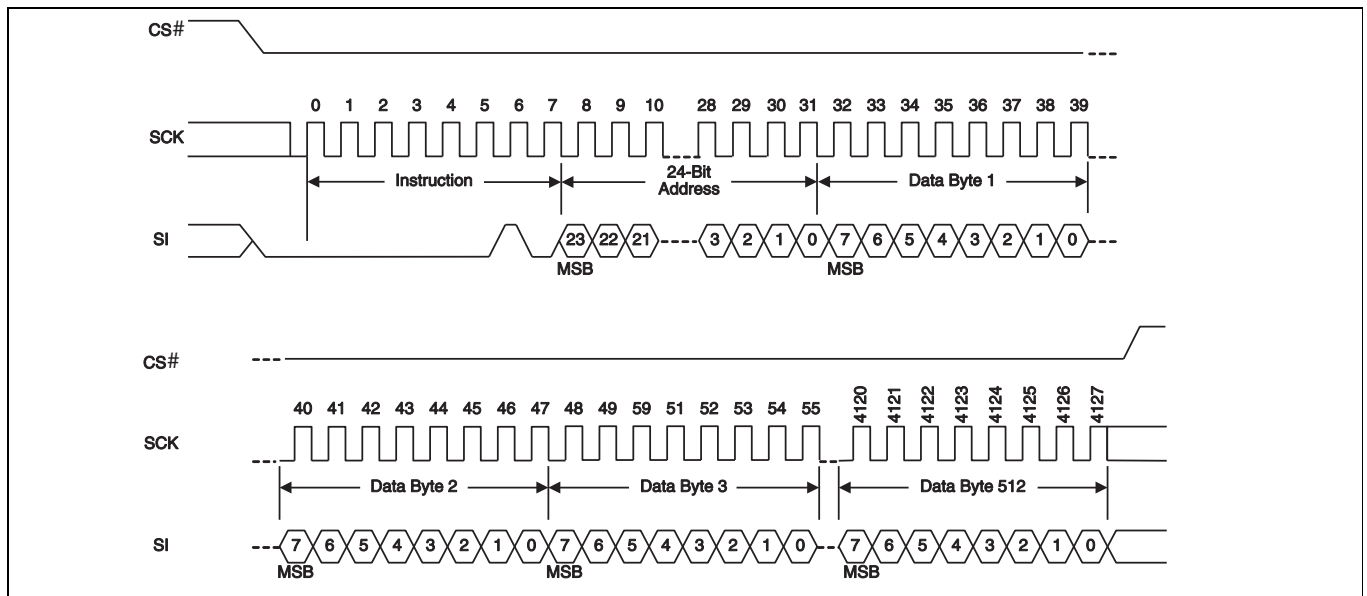 CS#
0 1 2 3 4 5 6 7 8 9 10 28 29 30 31 32 33 34 35 36 37 38 39
SCK
Instruction
24-Bit
Address
Data Byte 1
SI
23 22 21 3 2 1 0 7 6 5 4 3 2 1 0
MSB MSB
CS#
40 41 42 43 44 45 46 47 48 49 59 51 52 53 54 55 4120 4121 4122 4123 4124 4125 4126 4127
SCK
Data Byte 2 Data Byte 3 Data Byte 512
SI
7 6 5 4 3 2 1 0 7 6 5 4 3 2 1 0 7 6 5 4 3 2 1 0
MSB MSB MSB